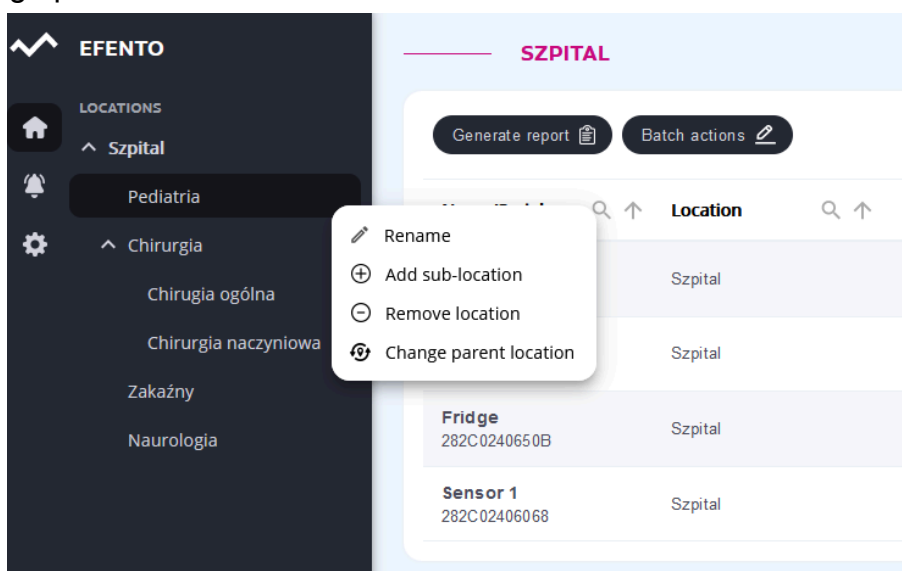 EFENTO
LOCATIONS
Szpital
Pediatria
Chirurgia
Chirugia ogólna
Chirurgia naczyniowa
Zakaźny
Naurologia
SZPITAL
Generate report
Batch actions
Location
Rename
Add sub-location
Remove location
Change parent location
Szpital
Szpital
Fridge
282C0240650B
Szpital
Sensor 1
282C02406068
Szpital